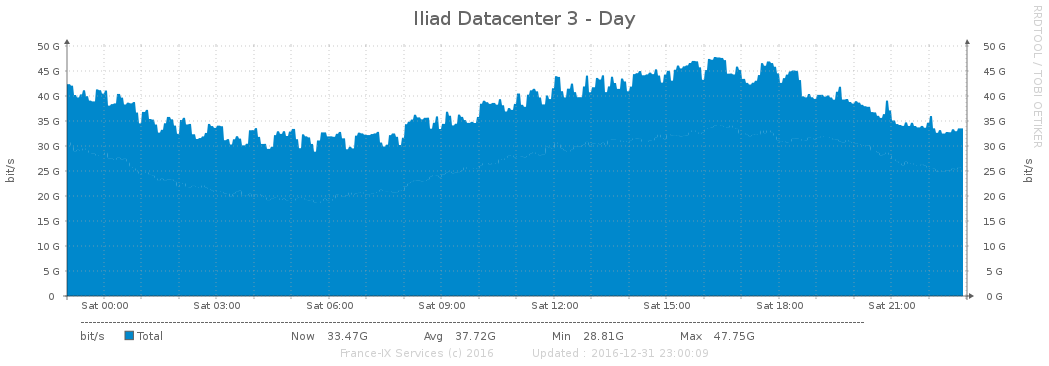 Iliad Datacenter 3 - Day
RRDTOOL / TOBI OETIKER
bit/s
50 G 50 G
45 G 45 G
40 G 40 G
35 G 35 G
30 G 30 G
25 G 25 G
20 G 20 G
15 G 15 G
10 G 10 G
5 G 5 G
0 0 G
bit/s
Sat 00:00 Sat 03:00 Sat 06:00 Sat 09:00 Sat 12:00 Sat 15:00 Sat 18:00 Sat 21:00
bit/s Total Now 33.47G Avg 37.72G Min 28.81G Max 47.75G
France-IX Services (c) 2016 Updated : 2016-12-31 23:00:09